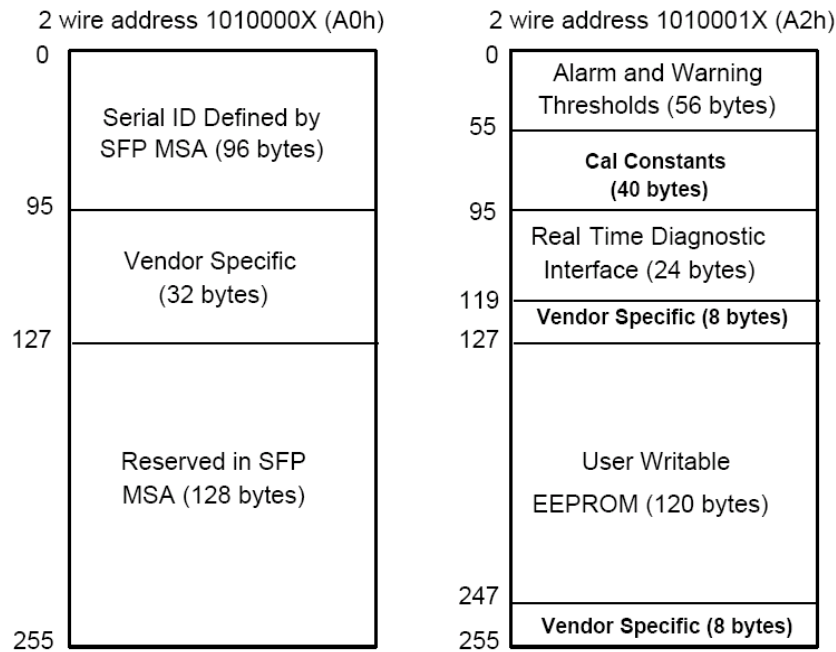 2 wire address 1010000X (A0h)
0
Serial ID Defined by
SFP MSA (96 bytes)
95
Vendor Specific
(32 bytes)
127
Reserved in SFP
MSA (128 bytes)
255
2 wire address 1010001X (A2h)
0
Alarm and Warning
Thresholds (56 bytes)
55
Cal Constants
(40 bytes)
95
Real Time Diagnostic
Interface (24 bytes)
119
Vendor Specific (8 bytes)
127
User Writable
EEPROM (120 bytes)
247
Vendor Specific (8 bytes)
255